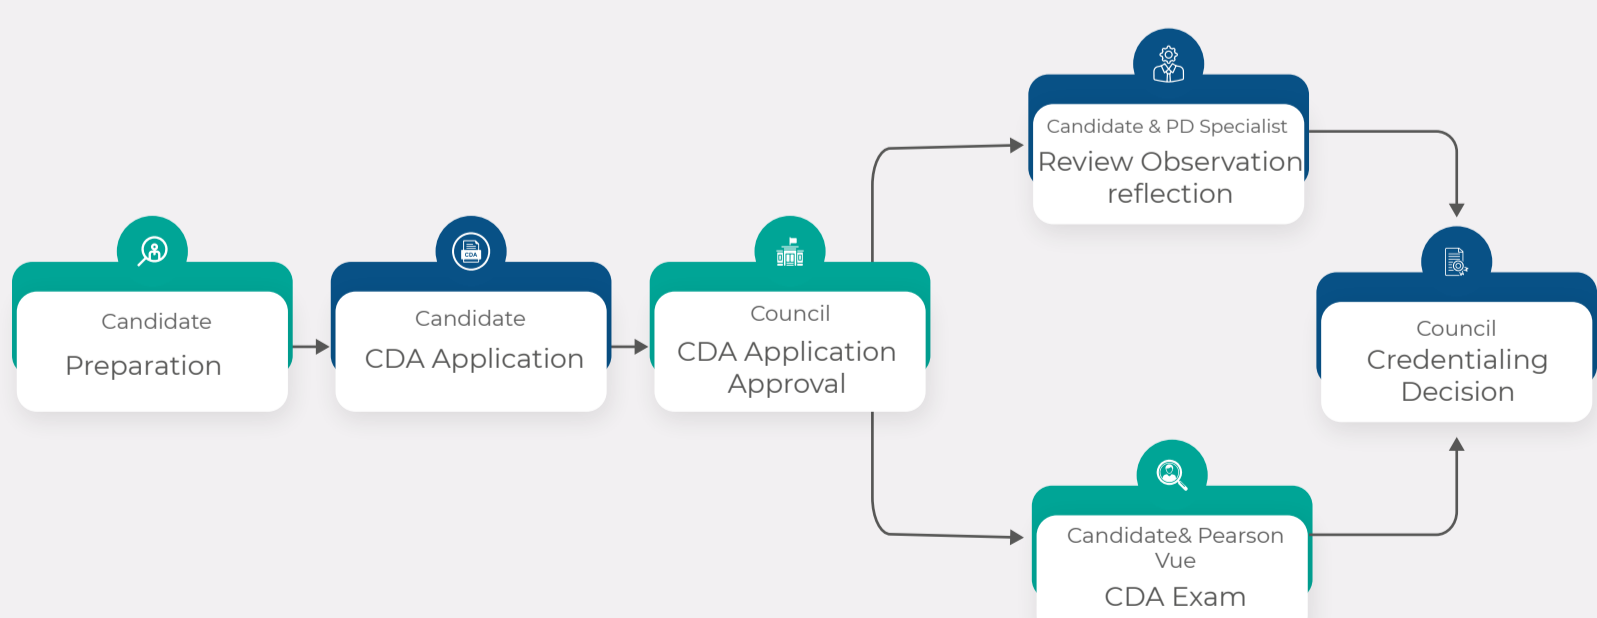 Candidate
Preparation
Candidate
CDA
CDA Application
Council
CDA Application
Approval
Candidate & PD Specialist
Review Observation
reflection
Candidate& Pearson
Vue
CDA Exam
Council
Credentialing
Decision